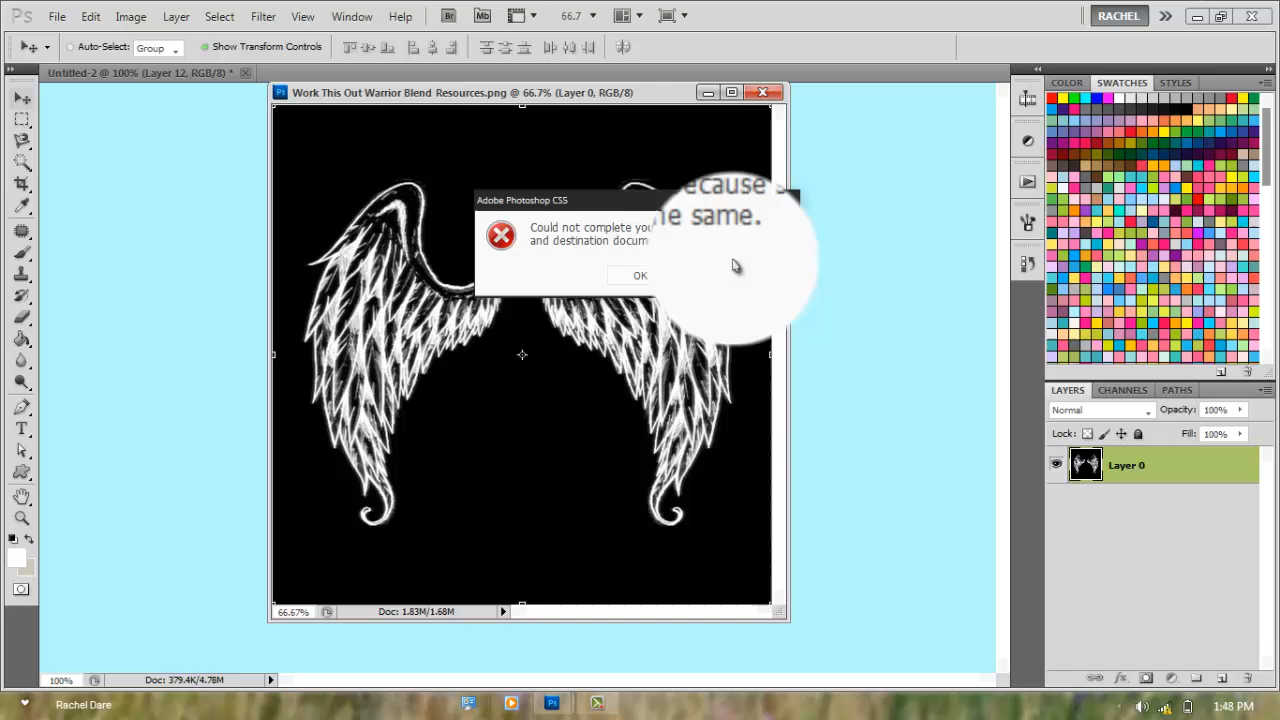 File Edit Image Layer Select Filter View Window Help Br Mb 66.7 RACHEL
Auto-Select: Group Show Transform Controls
Untitled-2 @ 100% (Layer 12, RGB/8) *
Work This Out Warrior Blend Resoures.png @ 66.7% (Layer 0, RGB/8)
COLOR SWATCHES STYLES
Adobe Photoshop CS5
ecause
Could not complete
he same.
and destination
OK
LAYERS CHANNELS PATHS
Normal Opacity: 100%
Lock: Fill: 100%
Layer 0
66.67% Doc: 1.83M/1.68M
100% Doc: 379.4K/4.78M
Rachel Dare 1:48 PM